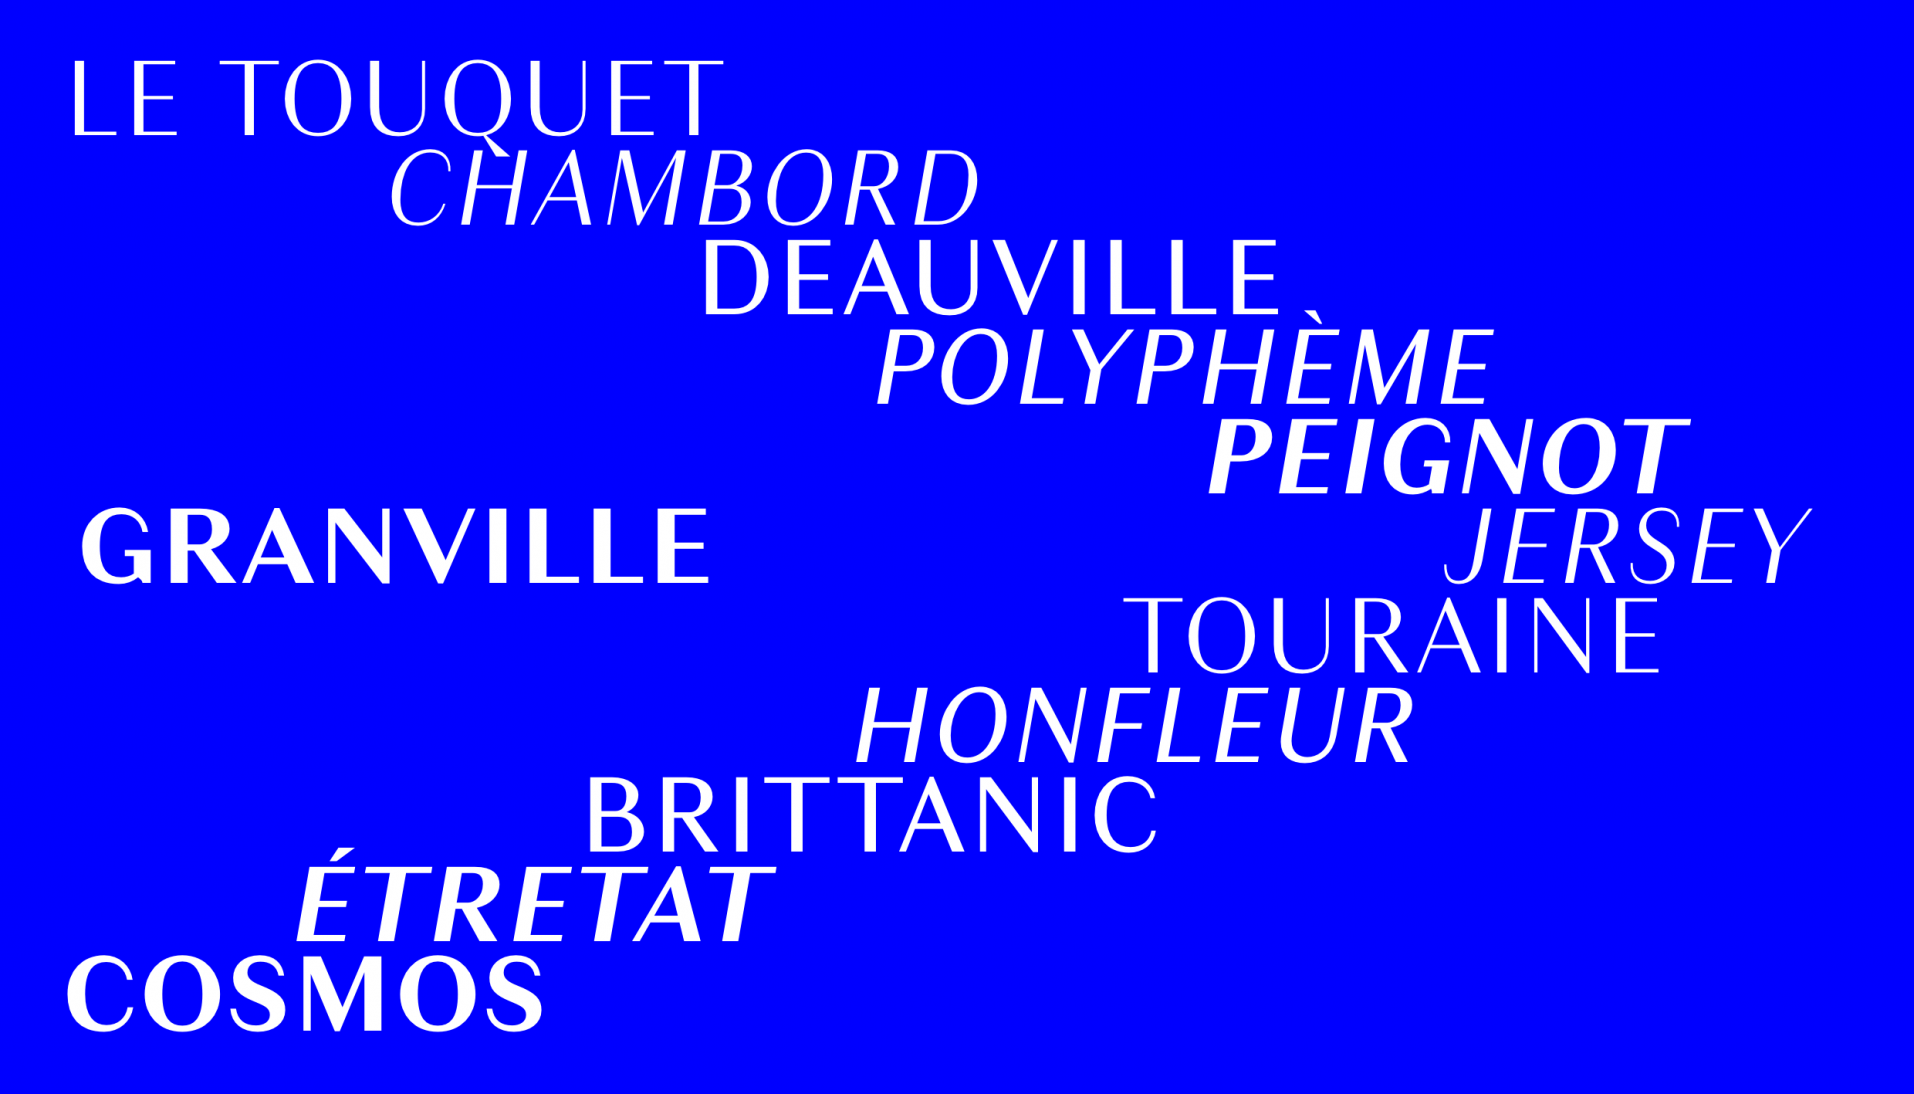 LE TOUQUET
CHAMBORD
DEAUVILLE
POLYPHÈME
PEIGNOT
GRANVILLE
JERSEY
TOURAINE
HONFLEUR
BRITTANIC
ÉTRETAT
COSMOS